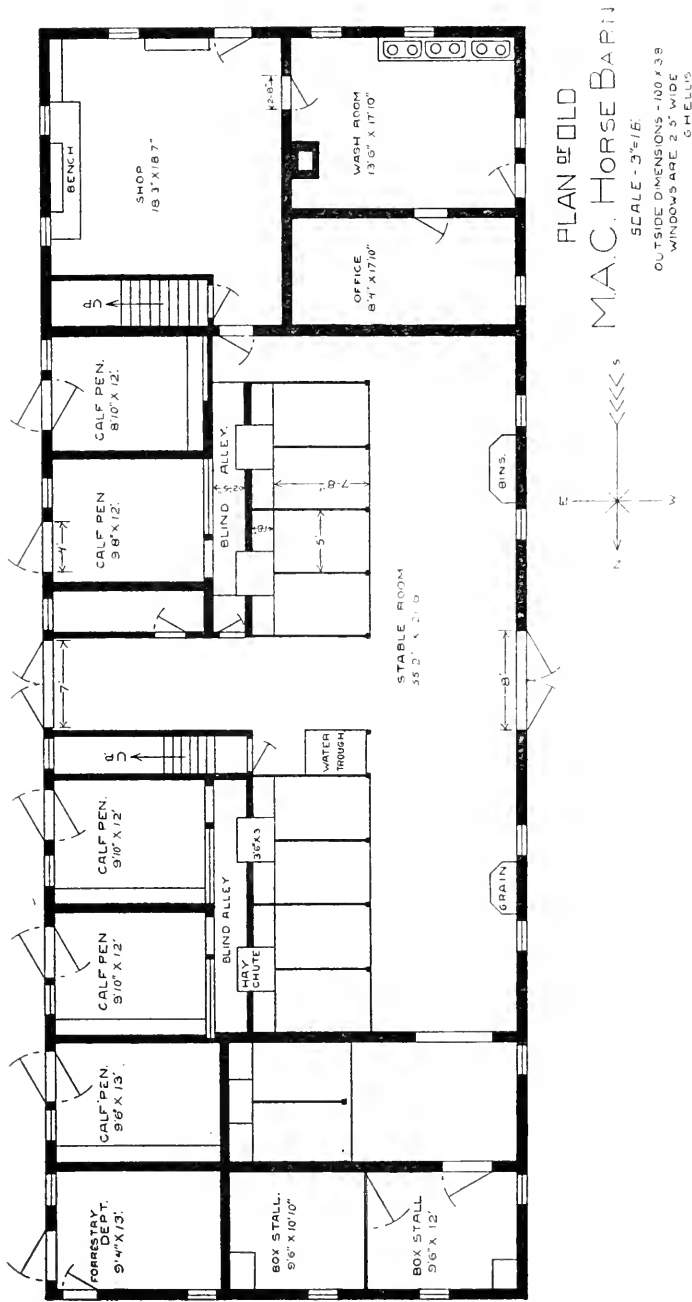 PLAN OF OLD
M.A.C. HORSE BARN
SCALE - 3"=16'.
OUTSIDE DIMENSIONS - 100 X 38
WINDOWS ARE 2.5' WIDE
BENCH
SHOP
18'3" X 18'7"
2'-8"
WASH ROOM
13'6" X 17'10"
OFFICE
8'4" X 17'10"
UP
CALF PEN.
8'10" X 12'.
CALF PEN
9'8" X 12'.
4'
BLIND ALLEY.
7'-8"
5'
BINS.
7'
STABLE ROOM
8'
E
N
S
W
UP
WATER
TROUGH
CALF PEN.
9'10" X 12'
CALF PEN
9'10" X 12'
BLIND ALLEY
3'6" X 3
HAY
CHUTE
GRAIN
CALF PEN.
9'6" X 13'
FORRESTRY
DEPT.
9'4" X 13'.
BOX STALL.
9'6" X 10'10"
BOX STALL
9'6" X 12'